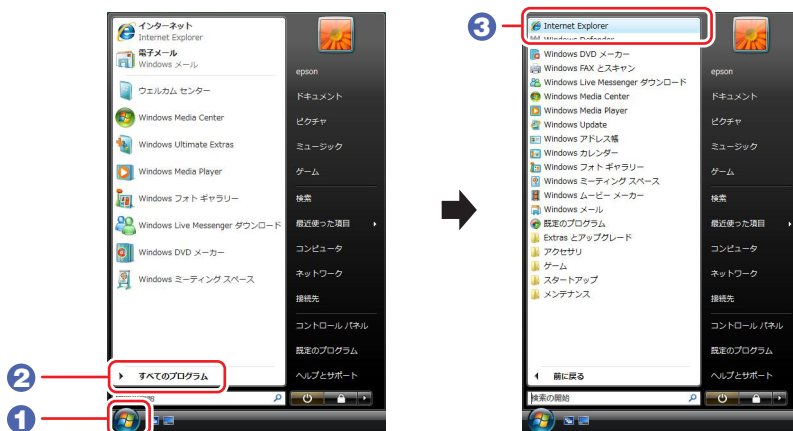 インターネット
Internet Explorer
電子メール
Windows メール
ウェルカム センター
Windows Media Center
Windows Ultimate Extras
Windows Media Player
Windows フォト ギャラリー
Windows Live Messenger ダウンロード
Windows DVD メーカー
Windows ミーティング スペース
2
すべてのプログラム
1
epson
ドキュメント
ピクチャ
ミュージック
ゲーム
検索
最近使った項目
コンピュータ
ネットワーク
接続先
コントロール パネル
既定のプログラム
ヘルプとサポート
3
Internet Explorer
Windows Defender
Windows DVD メーカー
Windows FAX とスキャン
Windows Live Messenger ダウンロード
Windows Media Center
Windows Media Player
Windows Update
Windows アドレス帳
Windows カレンダー
Windows フォト ギャラリー
Windows ミーティング スペース
Windows ムービー メーカー
Windows メール
既定のプログラム
Extras とアップグレード
アクセサリ
ゲーム
スタートアップ
メンテナンス
前に戻る
検索の開始
epson
ドキュメント
ピクチャ
ミュージック
ゲーム
検索
最近使った項目
コンピュータ
ネットワーク
接続先
コントロール パネル
既定のプログラム
ヘルプとサポート